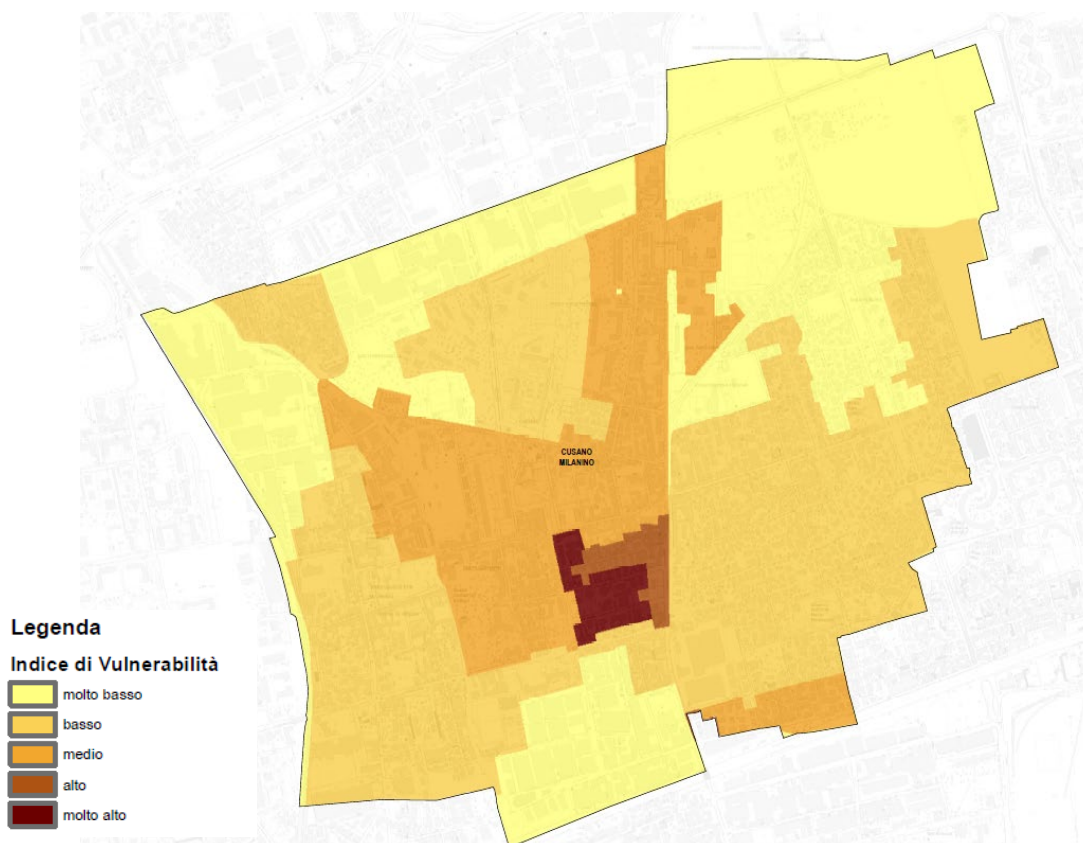 CUSANO
MILANINO
Legenda
Indice di Vulnerabilità
molto basso
basso
medio
alto
molto alto